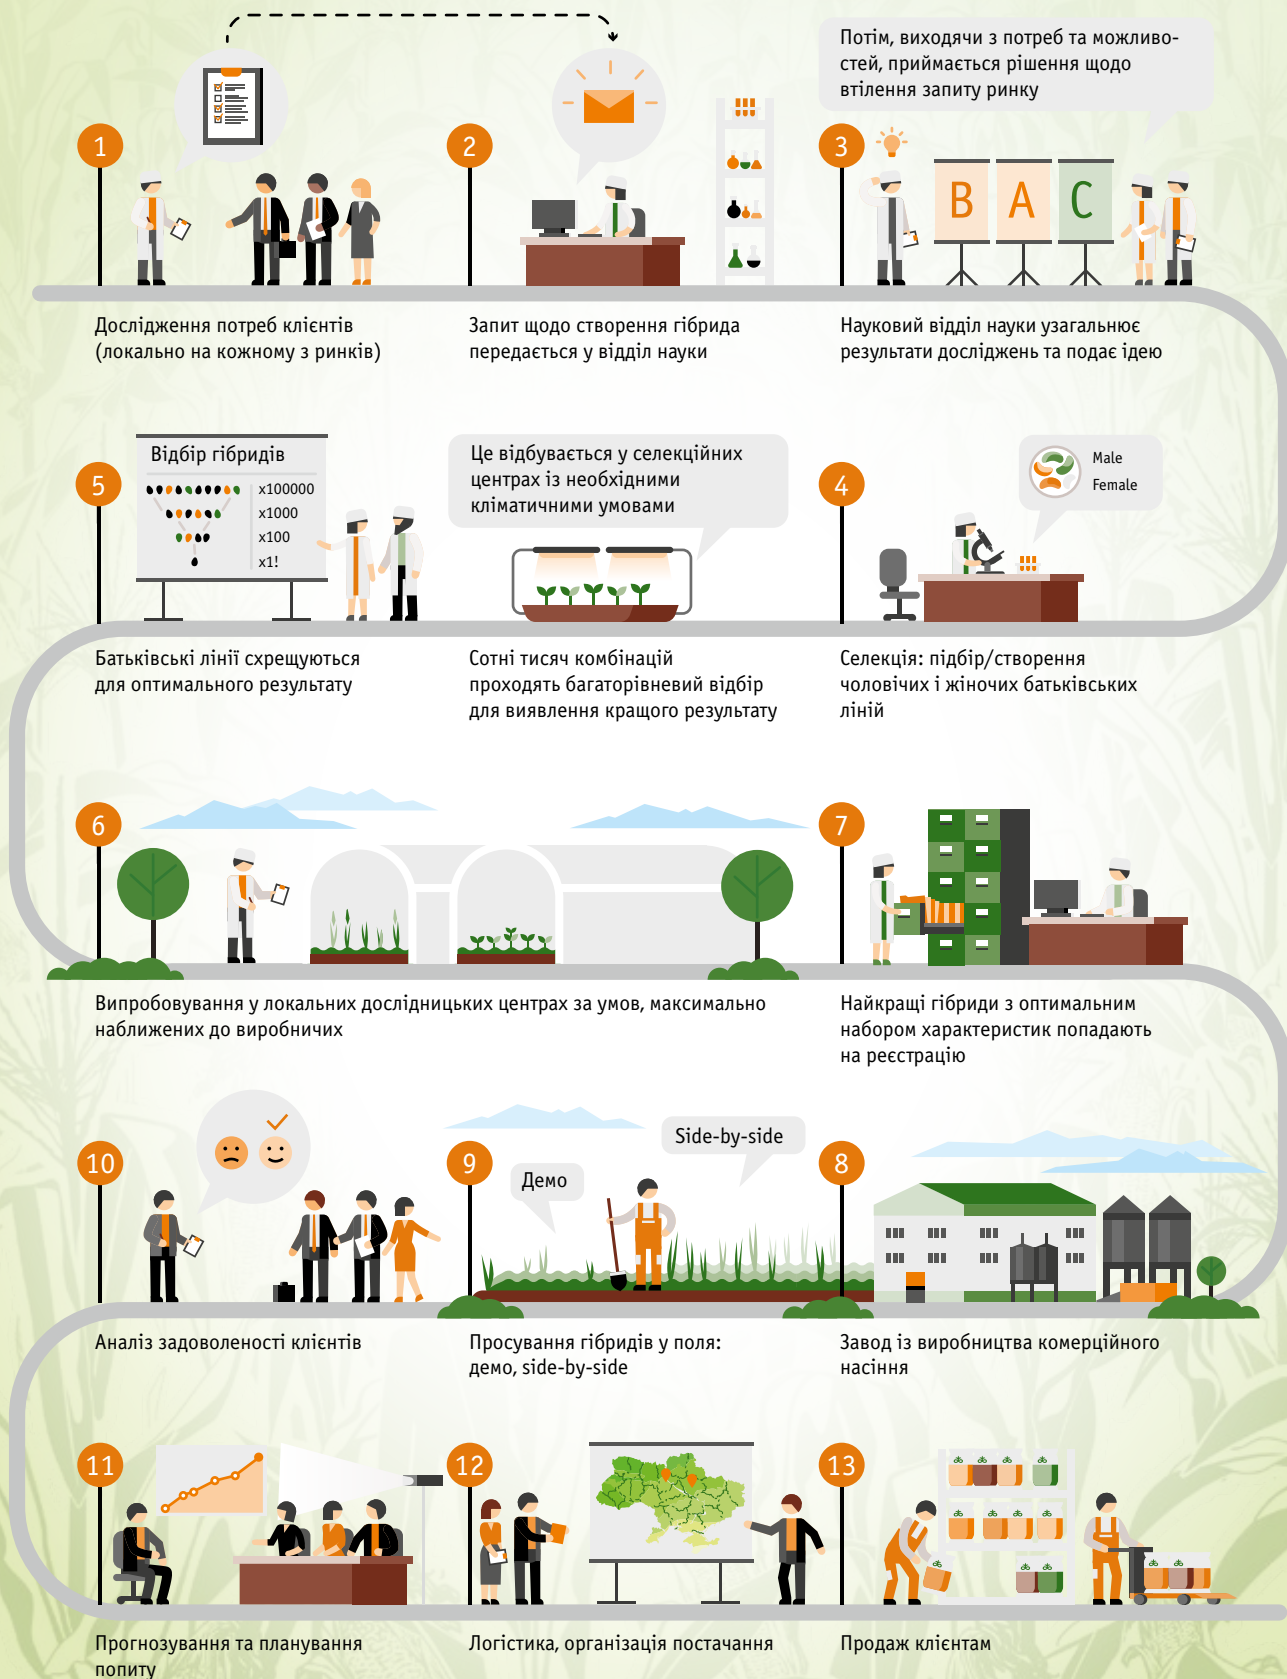 Потім, виходячи з потреб та можливо-
стей, приймається рішення щодо
втілення запиту ринку
1
2
3
B A C
Дослідження потреб клієнтів
(локально на кожному з ринків)
Запит щодо створення гібрида
передається у відділ науки
Науковий відділ науки узагальнює
результати досліджень та подає ідею
4
Male
Female
Селекція: підбір/створення
чоловічих і жіночих батьківських
ліній
Це відбувається у селекційних
центрах із необхідними
кліматичними умовами
Сотні тисяч комбінацій
проходять багаторівневий відбір
для виявлення кращого результату
5
Відбір гібридів
x100000
x1000
x100
x1!
Батьківські лінії схрещуються
для оптимального результату
6
Випробовування у локальних дослідницьких центрах за умов, максимально
наближених до виробничих
7
Найкращі гібриди з оптимальним
набором характеристик попадають
на реєстрацію
8
Завод із виробництва комерційного
насіння
9
Демо
Side-by-side
Просування гібридів у поля:
демо, side-by-side
10
Аналіз задоволеності клієнтів
11
Прогнозування та планування
попиту
12
Логістика, організація постачання
13
Продаж клієнтам